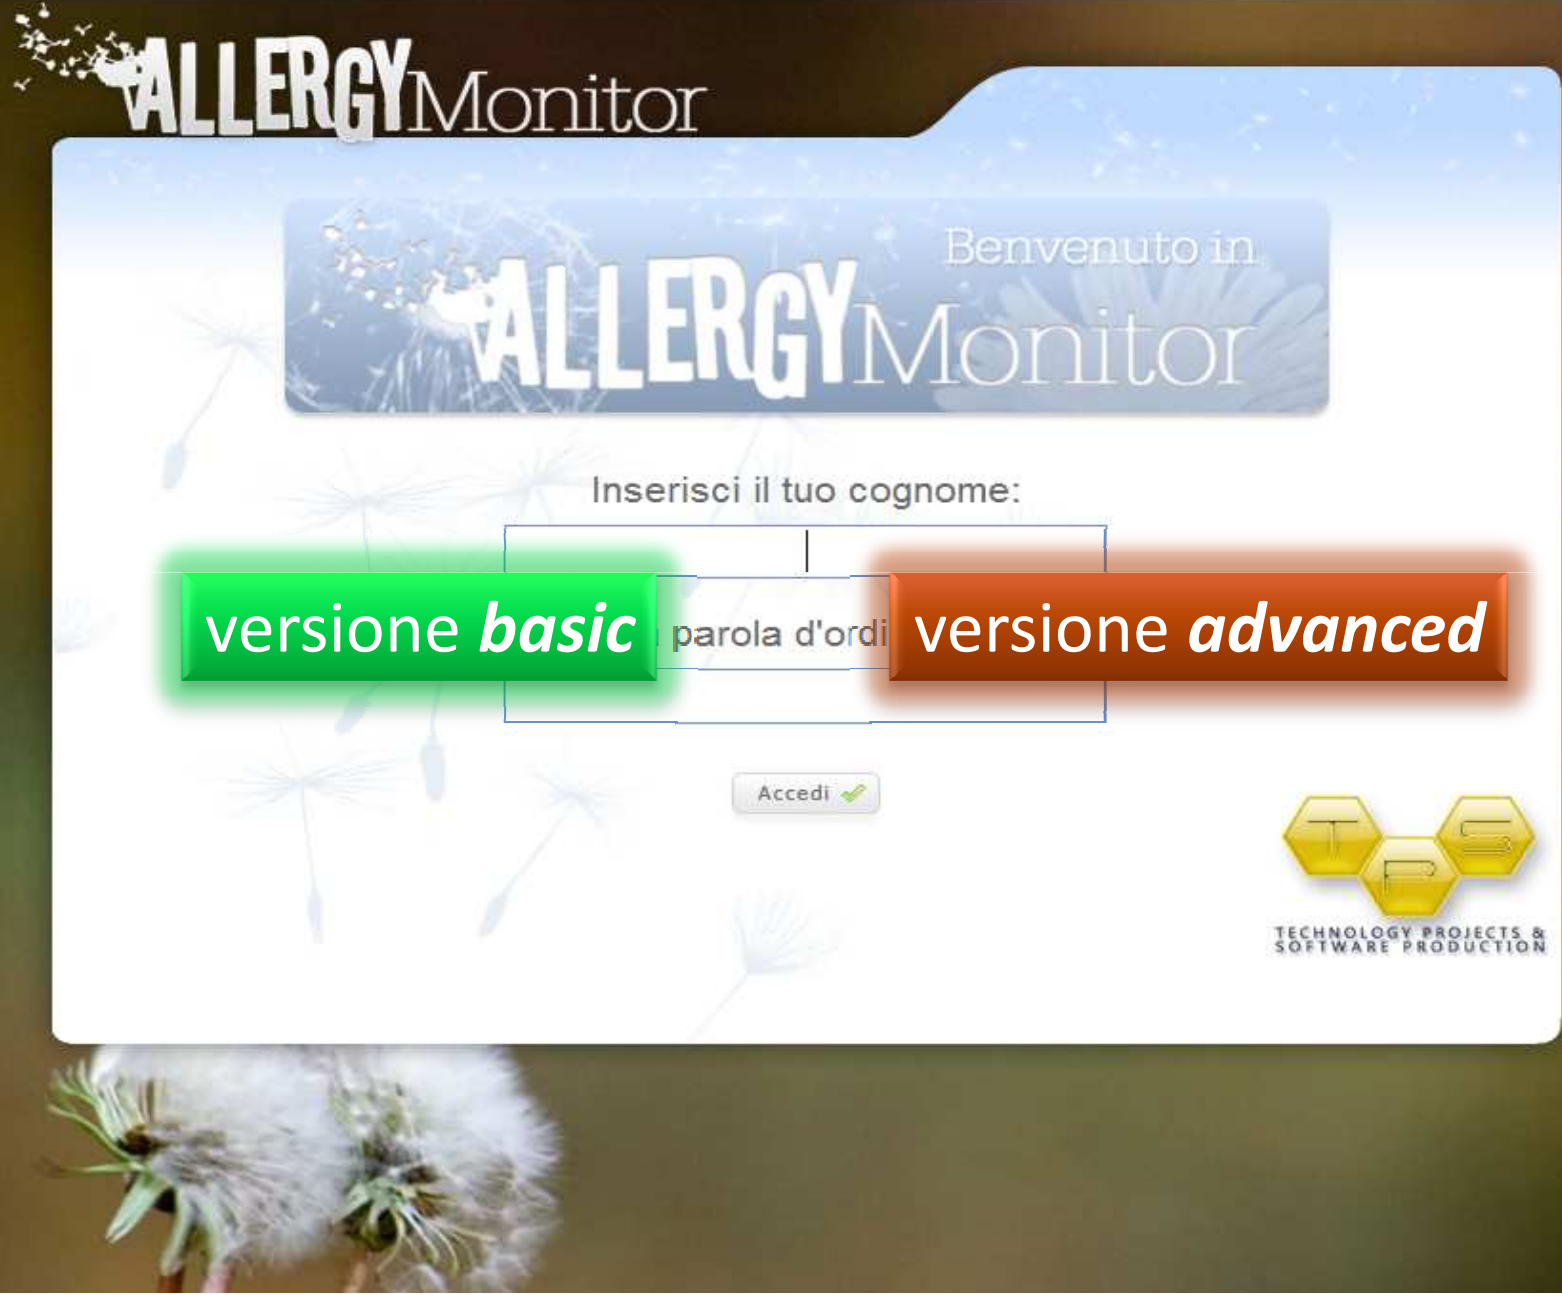 ALLERGYMonitor
Benvenuto in
ALLERGYMonitor
Inserisci il tuo cognome:
versione basic
parola d'ordi
versione advanced
Accedi
TPS
TECHNOLOGY PROJECTS &
SOFTWARE PRODUCTION